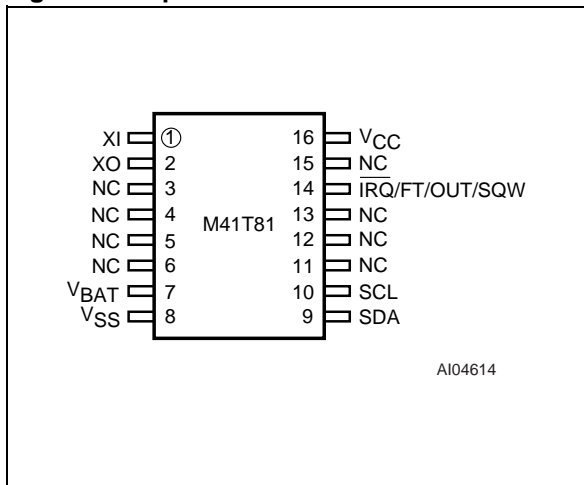 XI 1 16 VCC
XO 2 15 NC
NC 3 14 IRQ/FT/OUT/SQW
NC 4 13 NC
M41T81
NC 5 12 NC
NC 6 11 NC
VBAT 7 10 SCL
VSS 8 9 SDA
AI04614